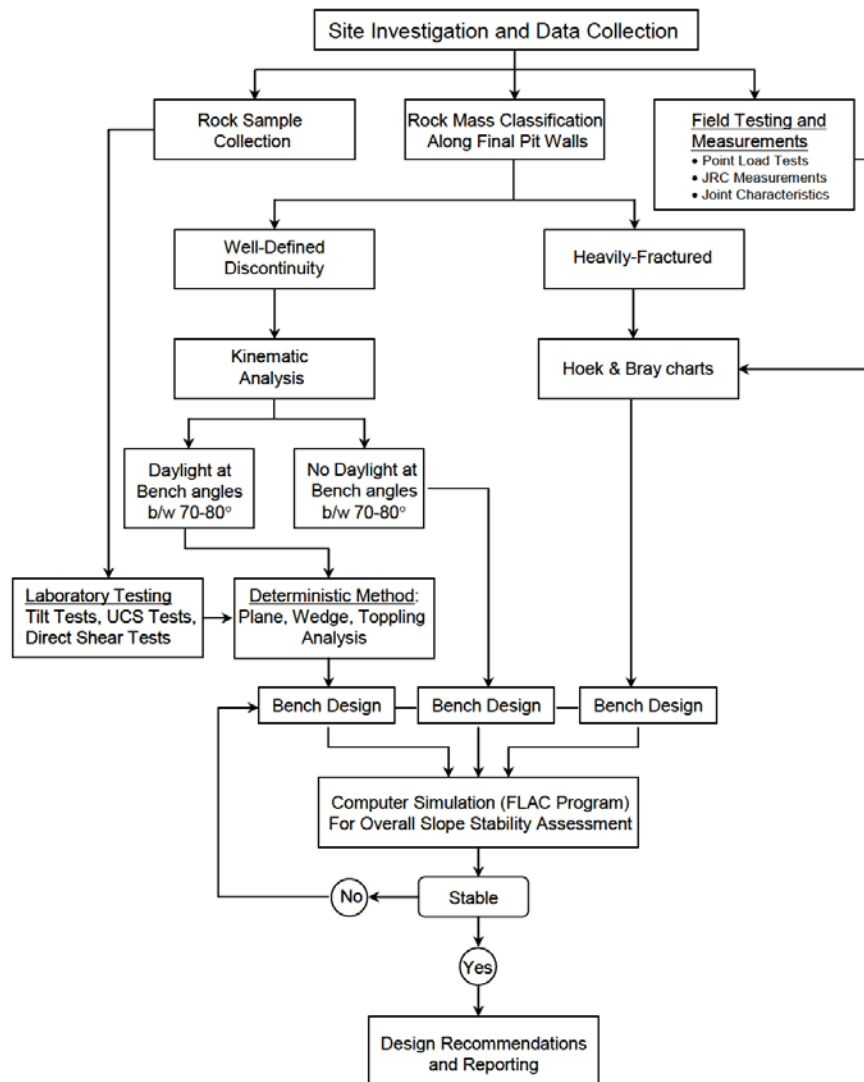 Site Investigation and Data Collection
Rock Sample
Collection
Rock Mass Classification
Along Final Pit Walls
Field Testing and
Measurements
• Point Load Tests
• JRC Measurements
• Joint Characteristics
Well-Defined
Discontinuity
Heavily-Fractured
Kinematic
Analysis
Hoek & Bray charts
Daylight at
Bench angles
b/w 70-80°
No Daylight at
Bench angles
b/w 70-80°
Laboratory Testing
Tilt Tests, UCS Tests,
Direct Shear Tests
Deterministic Method:
Plane, Wedge, Toppling
Analysis
Bench Design
Bench Design
Bench Design
Computer Simulation (FLAC Program)
For Overall Slope Stability Assessment
No
Stable
Yes
Design Recommendations
and Reporting